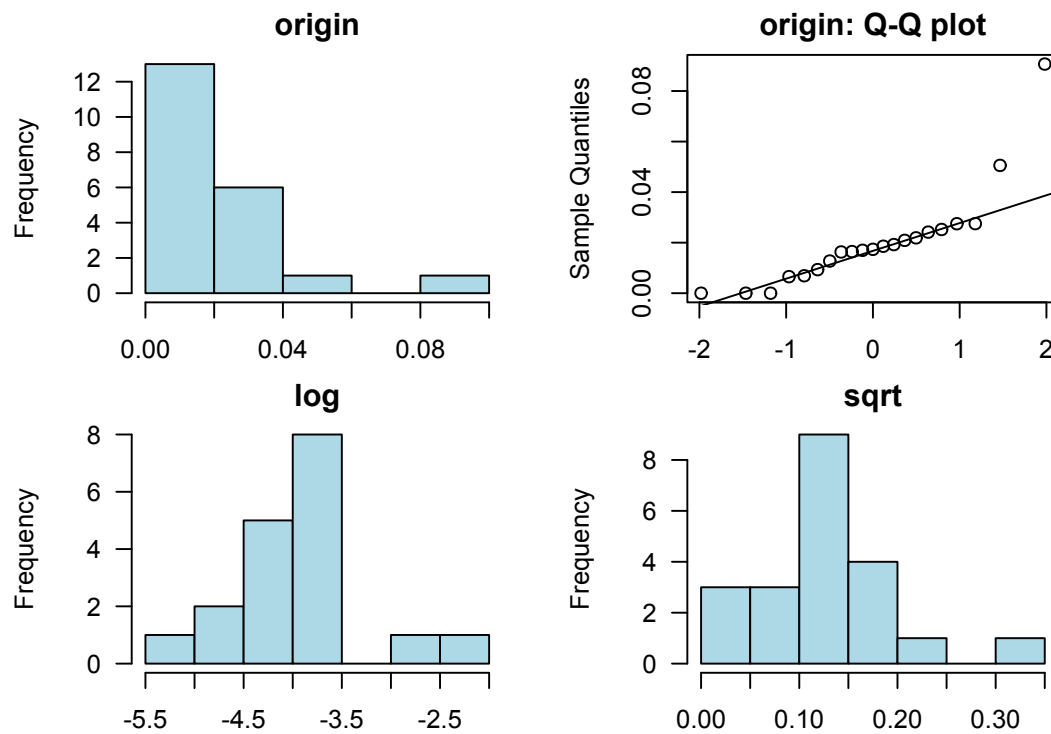 origin
Frequency
12
10
8
6
4
2
0
0.00 0.04 0.08
origin: Q-Q plot
Sample Quantiles
0.08
0.04
0.00
-2 -1 0 1 2
log
Frequency
8
6
4
2
0
-5.5 -4.5 -3.5 -2.5
sqrt
Frequency
8
6
4
2
0
0.00 0.10 0.20 0.30